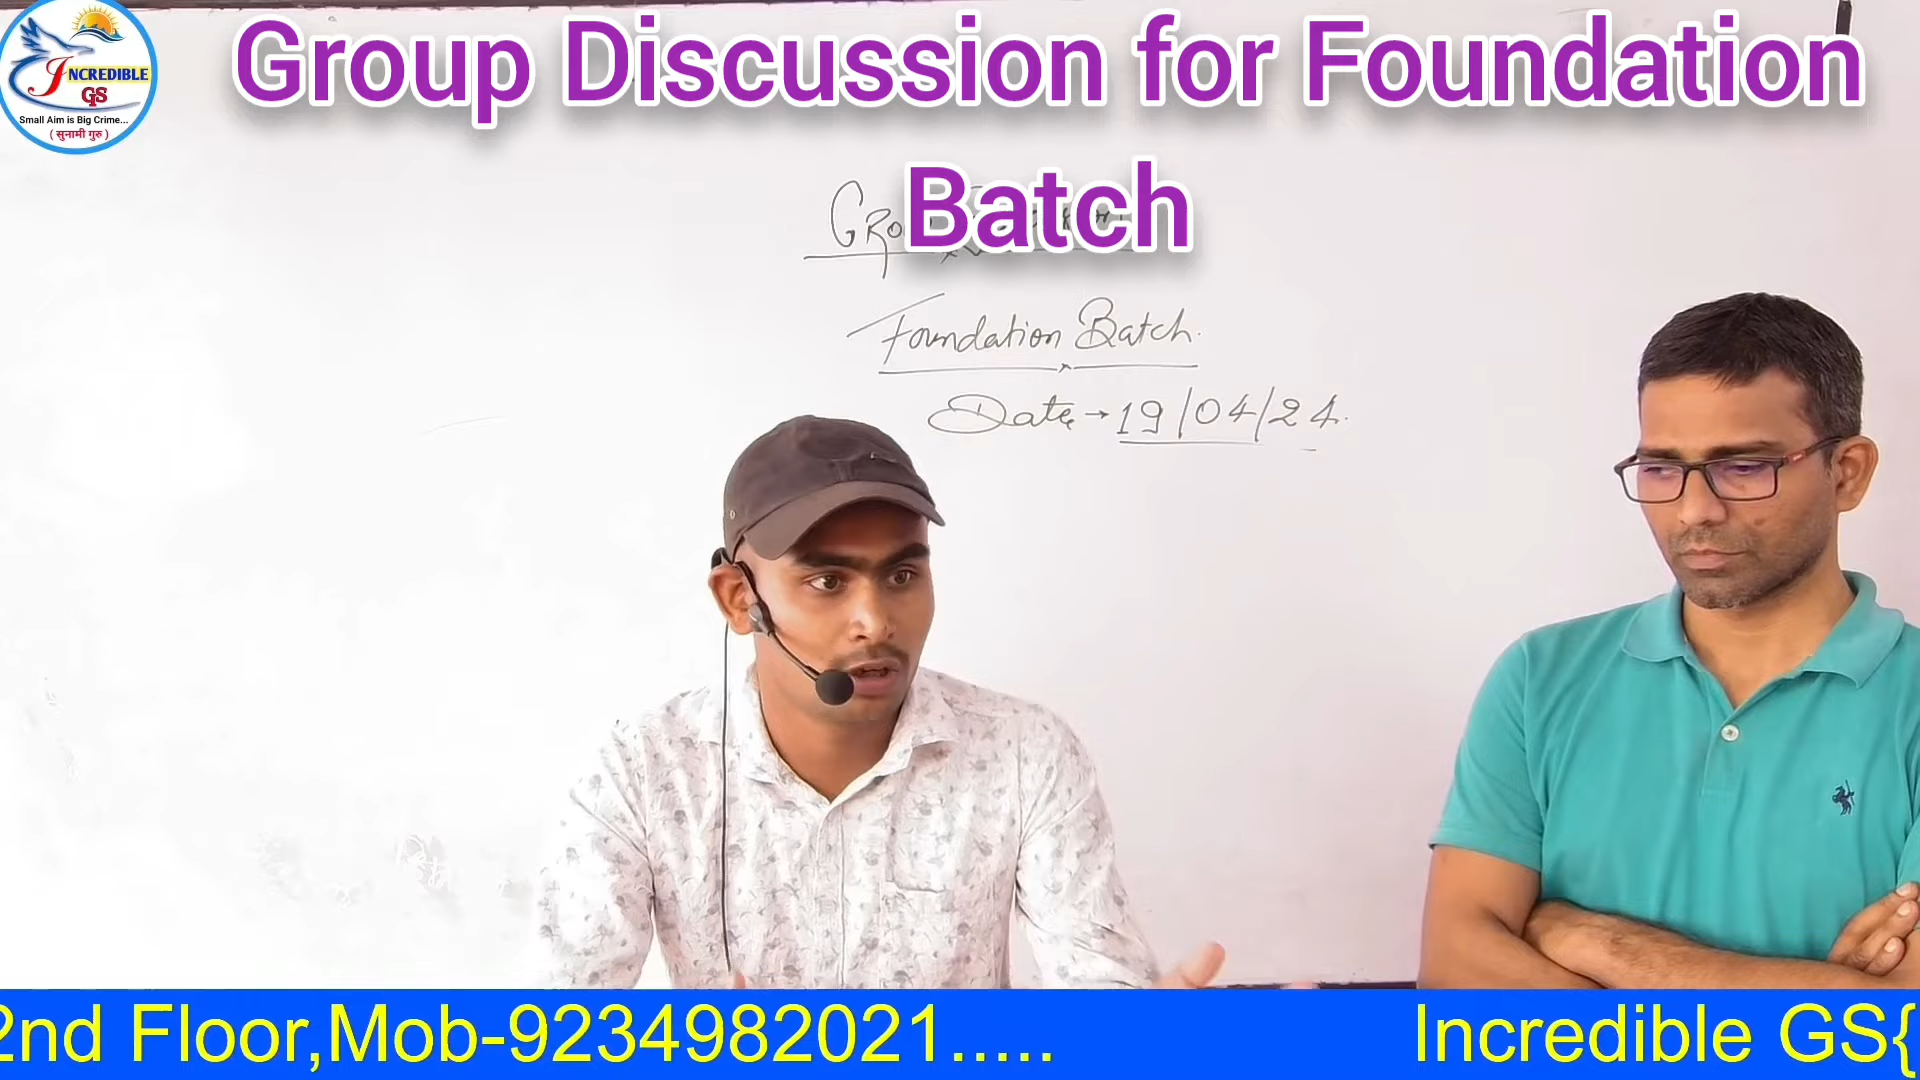 INCREDIBLE
GS
Small Aim is Big Crime...
( सुनामी गुरु )
Group Discussion for Foundation
Batch
Foundation Batch.
Date → 19/04/24.
2nd Floor,Mob-9234982021..... Incredible GS{